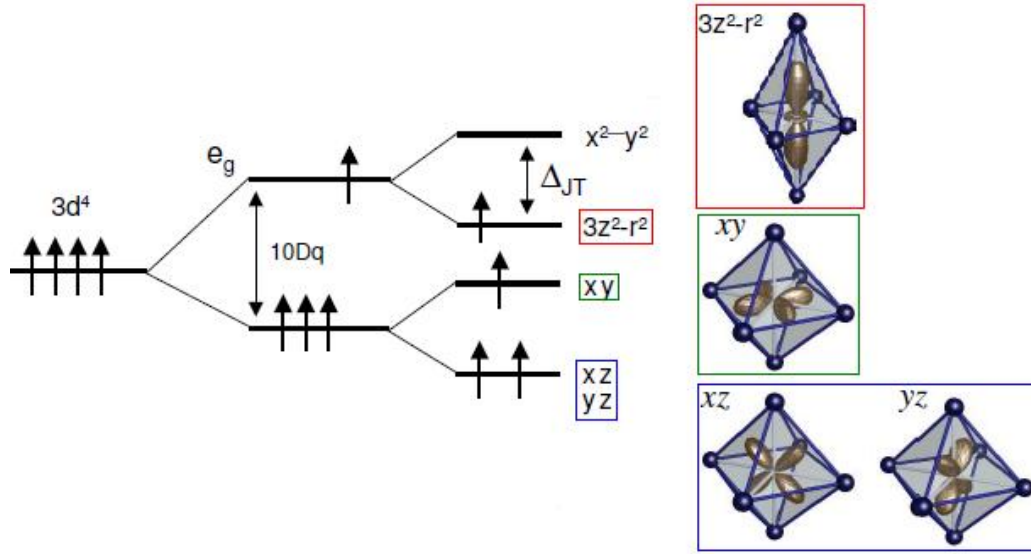 3d⁴
e_g
10Dq
x²–y²
Δ_JT
3z²-r²
xy
xz
yz
3z²-r²
xy
xz
yz